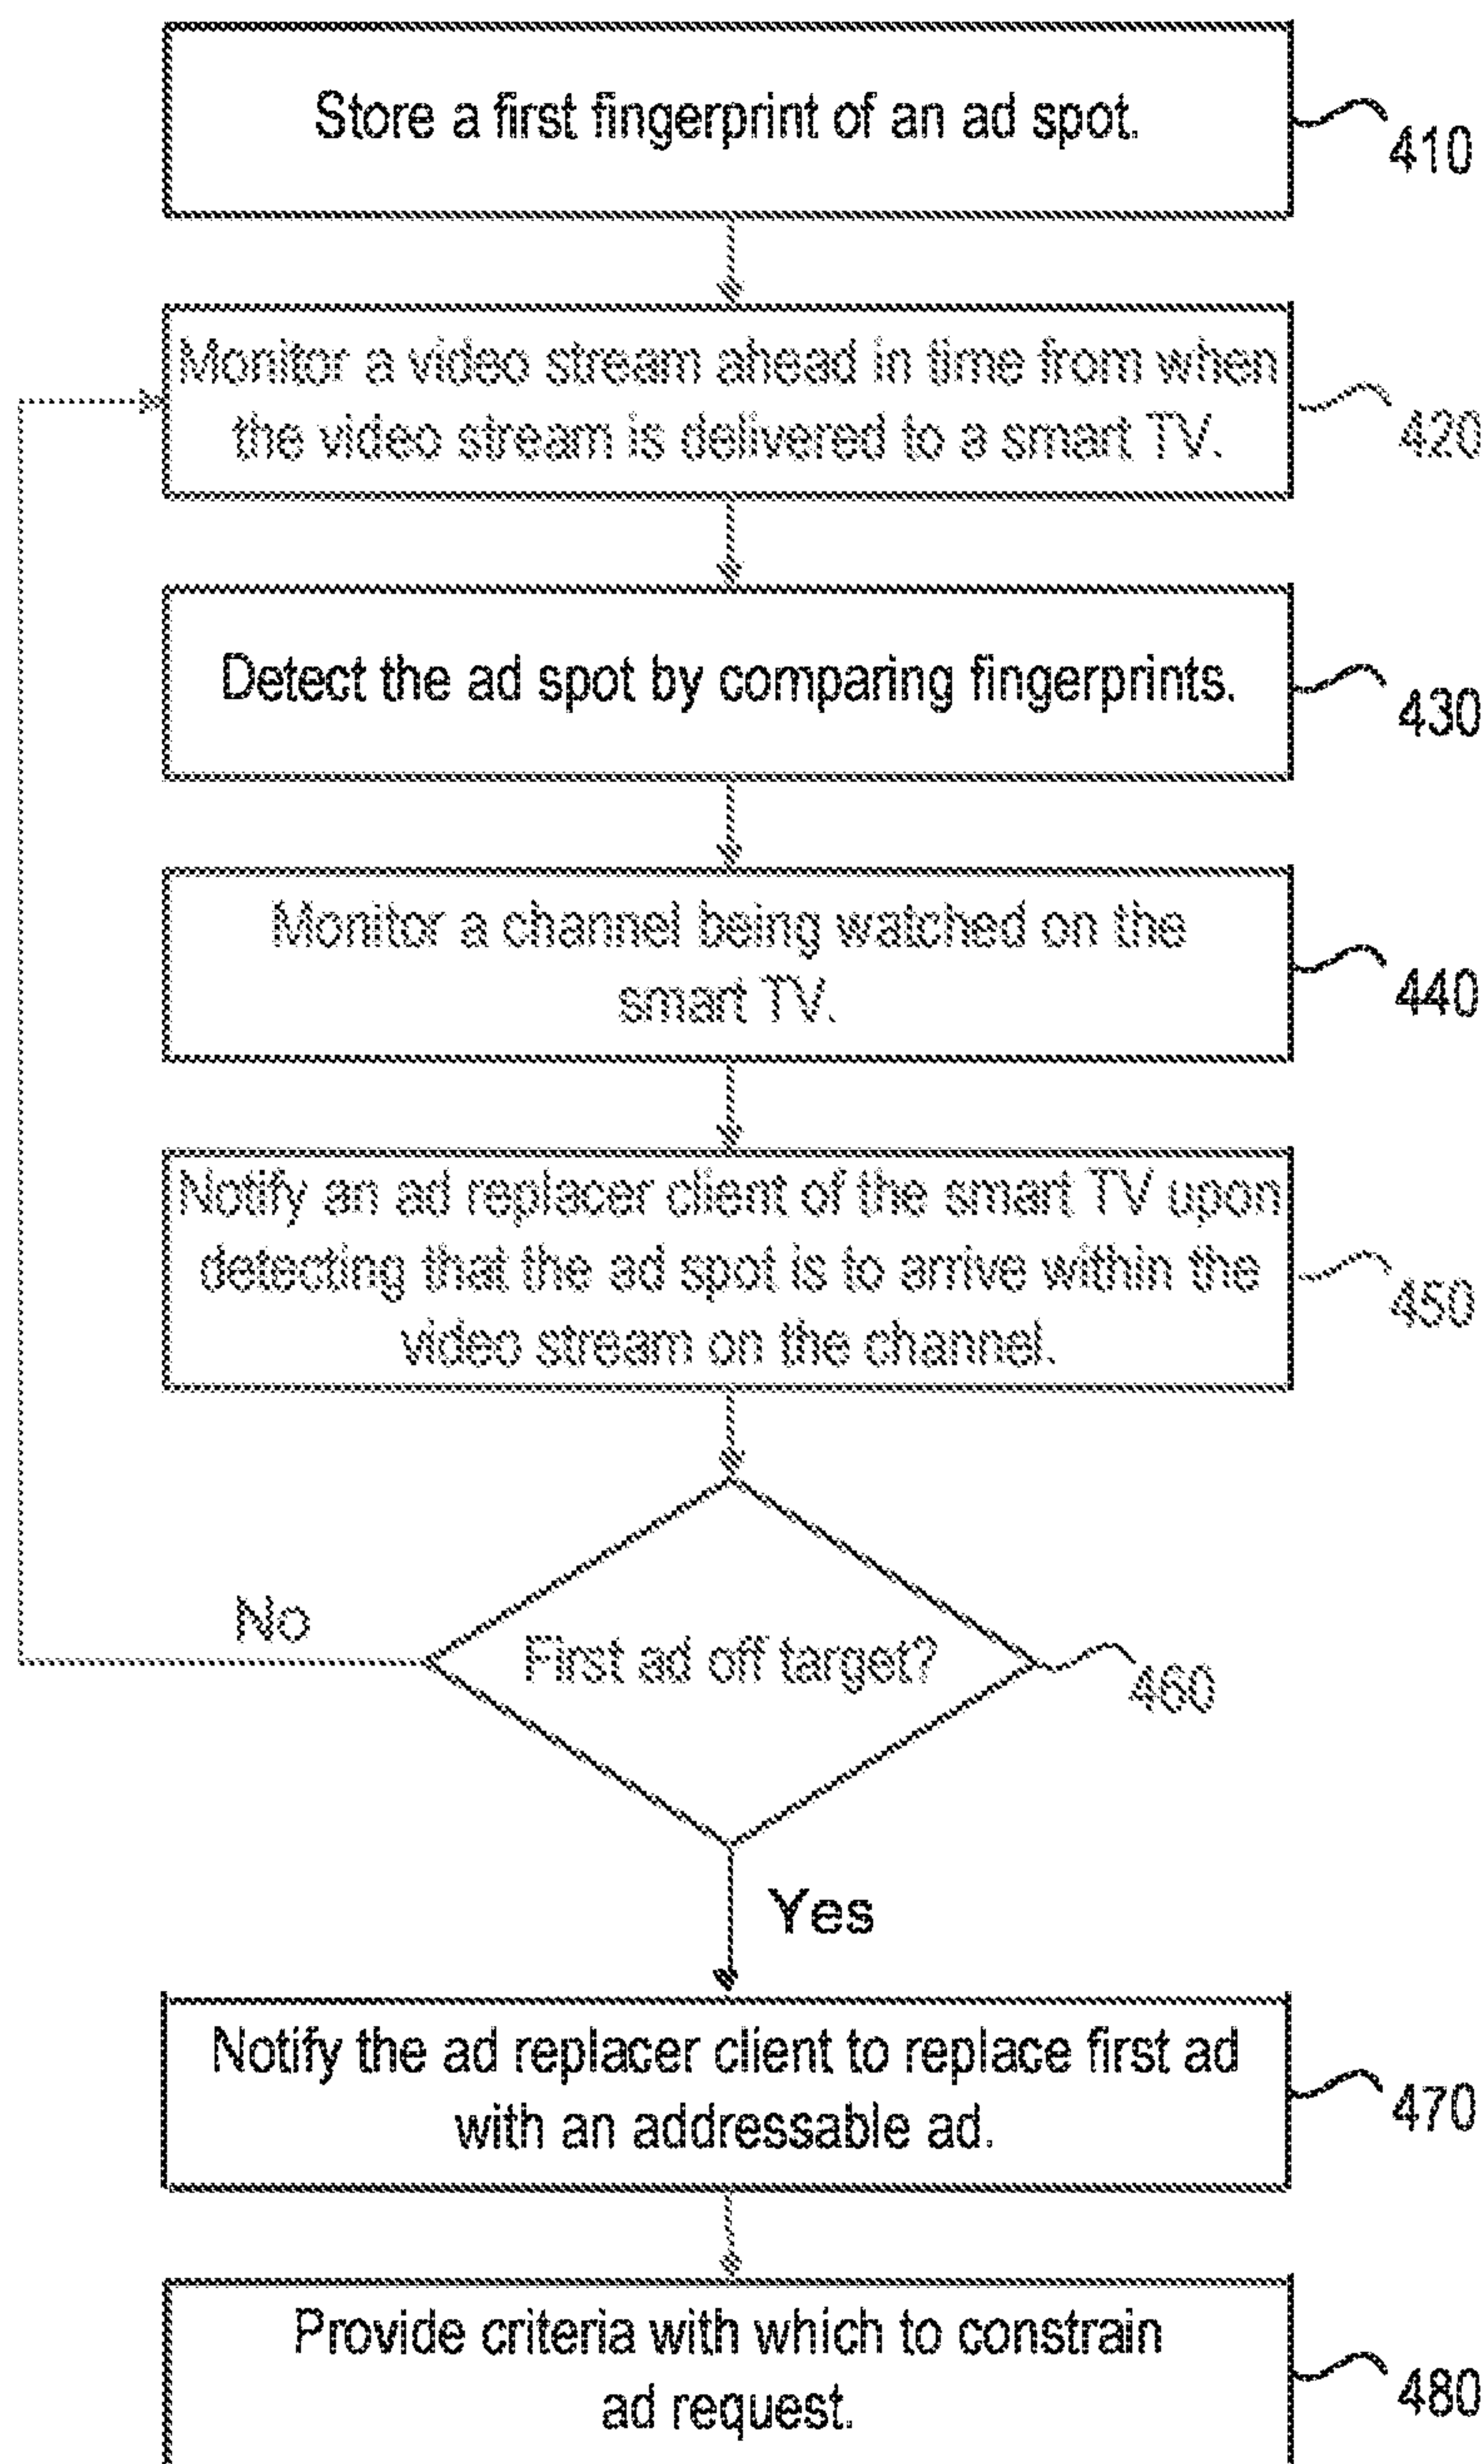 Store a first fingerprint of an ad spot.
410
Monitor a video stream ahead in time from when
the video stream is delivered to a smart TV.
420
Detect the ad spot by comparing fingerprints.
430
Monitor a channel being watched on the
smart TV.
440
Notify an ad replacer client of the smart TV upon
detecting that the ad spot is to arrive within the
video stream on the channel.
450
No
First ad off target?
460
Yes
Notify the ad replacer client to replace first ad
with an addressable ad.
470
Provide criteria with which to constrain
ad request.
480